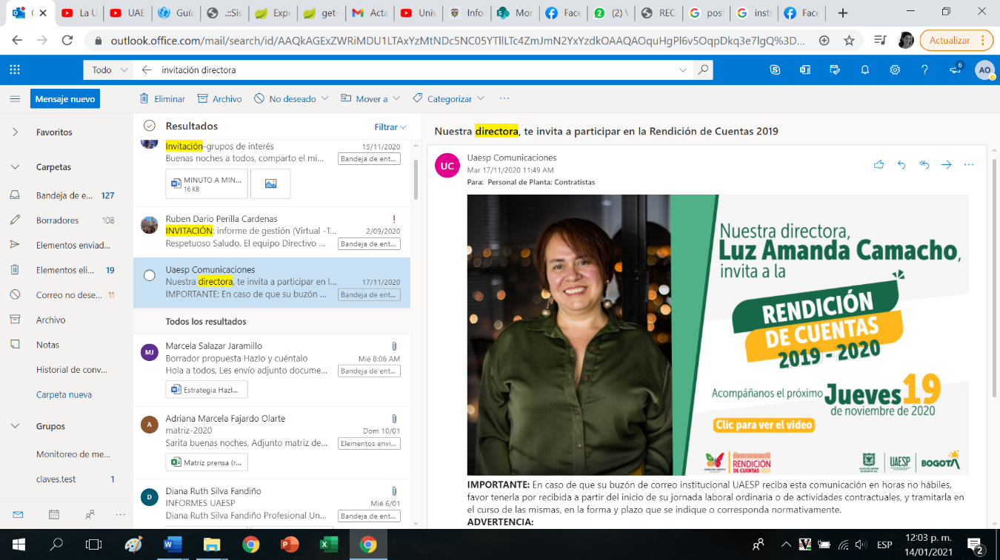 La U
UAE
Guía
.::Sis
Expe
get-
Acta
Univ
Info
Mor
Face
(2) V
REC
post
inst
Face
outlook.office.com/mail/search/id/AAQkAGExZWRiMDU1LTAxYzMtNDc5NC05YTllLTc4ZmJmN2YxYzdkOAAQAOquHgPl6v5OqpDkq3e7lgQ%3D...
Actualizar
Todo
invitación directora
6
AO
Mensaje nuevo
Eliminar
Archivo
No deseado
Mover a
Categorizar
Favoritos
Carpetas
Bandeja de e... 127
Borradores 108
Elementos enviad...
Elementos eli... 19
Correo no dese... 11
Archivo
Notas
Historial de conv...
Carpeta nueva
Grupos
Monitoreo de me...
claves.test 1
Resultados
Filtrar
Invitación-grupos de interés 15/11/2020
Buenas noches a todos, comparto el mi... Bandeja de ent...
MINUTO A MIN...
16 KB
Ruben Dario Perilla Cardenas !
INVITACIÓN: informe de gestión (Virtual -T... 2/09/2020
Respetuoso Saludo. El equipo Directivo ... Bandeja de ent...
Uaesp Comunicaciones
Nuestra directora, te invita a participar en l... 17/11/2020
IMPORTANTE: En caso de que su buzón ... Bandeja de ent...
Todos los resultados
MJ
Marcela Salazar Jaramillo
Borrador propuesta Hazlo y cuéntalo Mié 8:06 AM
Hola a todos, Les envío adjunto docume... Bandeja de ent...
Estrategia Hazl...
A
Adriana Marcela Fajardo Olarte
matriz-2020 Dom 10/01
Sarita buenas noches, Adjunto matriz de... Elementos envi...
Matríz prensa (r...
D
Diana Ruth Silva Fandiño
INFORMES UAESP Mié 6/01
Diana Ruth Silva Fandiño Profesional Un... Bandeja de ent...
Nuestra directora, te invita a participar en la Rendición de Cuentas 2019
UC
Uaesp Comunicaciones
Mar 17/11/2020 11:49 AM
Para: Personal de Planta; Contratistas
Nuestra directora,
Luz Amanda Camacho,
invita a la
RENDICIÓN
DE CUENTAS
2019 - 2020
Acompáñanos el próximo Jueves 19
de noviembre de 2020
Clic para ver el video
RENDICIÓN
DE CUENTAS 2020
UAESP
BOGOTÁ
IMPORTANTE: En caso de que su buzón de correo institucional UAESP reciba esta comunicación en horas no hábiles,
favor tenerla por recibida a partir del inicio de su jornada laboral ordinaria o de actividades contractuales, y tramitarla en
el curso de las mismas, en la forma y plazo que se indique o corresponda normativamente.
ADVERTENCIA:
ESP
12:03 p. m.
14/01/2021
2